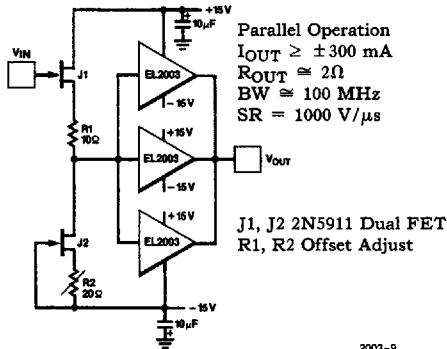 +15V
+
10μF
Parallel Operation
IOUT ≥ ±300 mA
ROUT ≅ 2Ω
BW ≅ 100 MHz
SR = 1000 V/μs
VIN
J1
EL2003
-15V
R1
10Ω
+15V
EL2003
VOUT
-15V
+15V
J2
EL2003
J1, J2 2N5911 Dual FET
R1, R2 Offset Adjust
R2
20Ω
-15V
10μF
+
2003-9